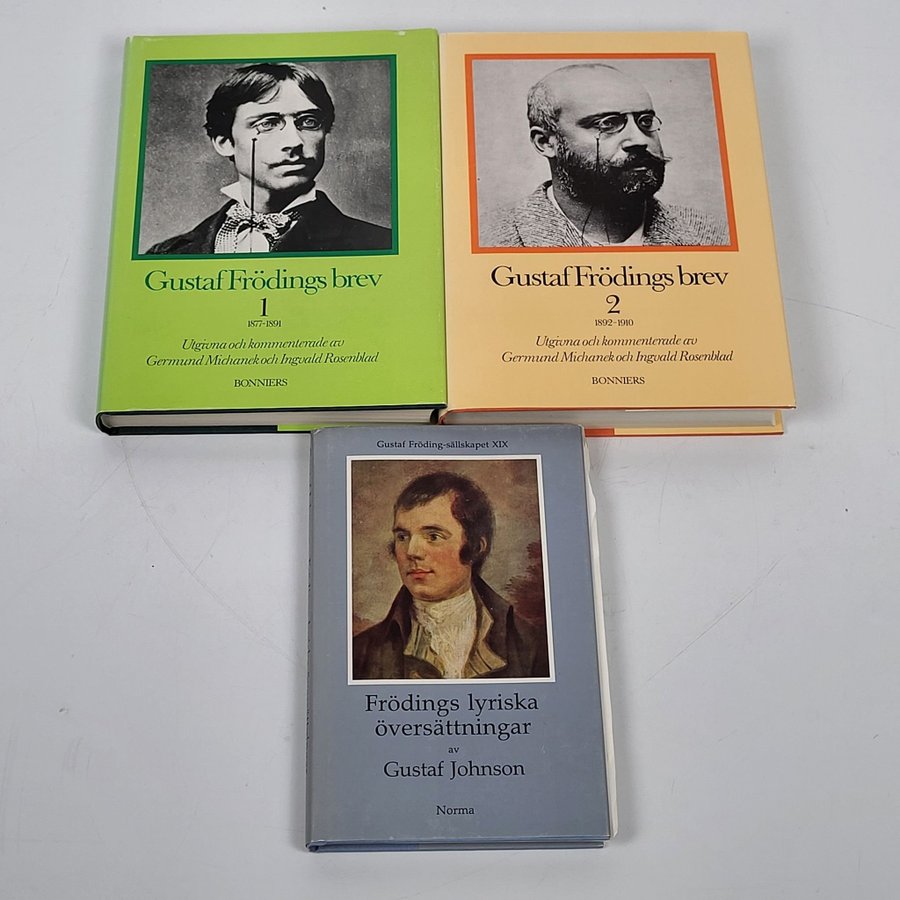 Gustaf Frödings brev
1
1877-1891
Utgivna och kommenterade av
Germund Michanek och Ingvald Rosenblad
BONNIERS
Gustaf Frödings brev
2
1892-1910
Utgivna och kommenterade av
Germund Michanek och Ingvald Rosenblad
BONNIERS
Gustaf Fröding-sällskapet XIX
Frödings lyriska
översättningar
av
Gustaf Johnson
Norma